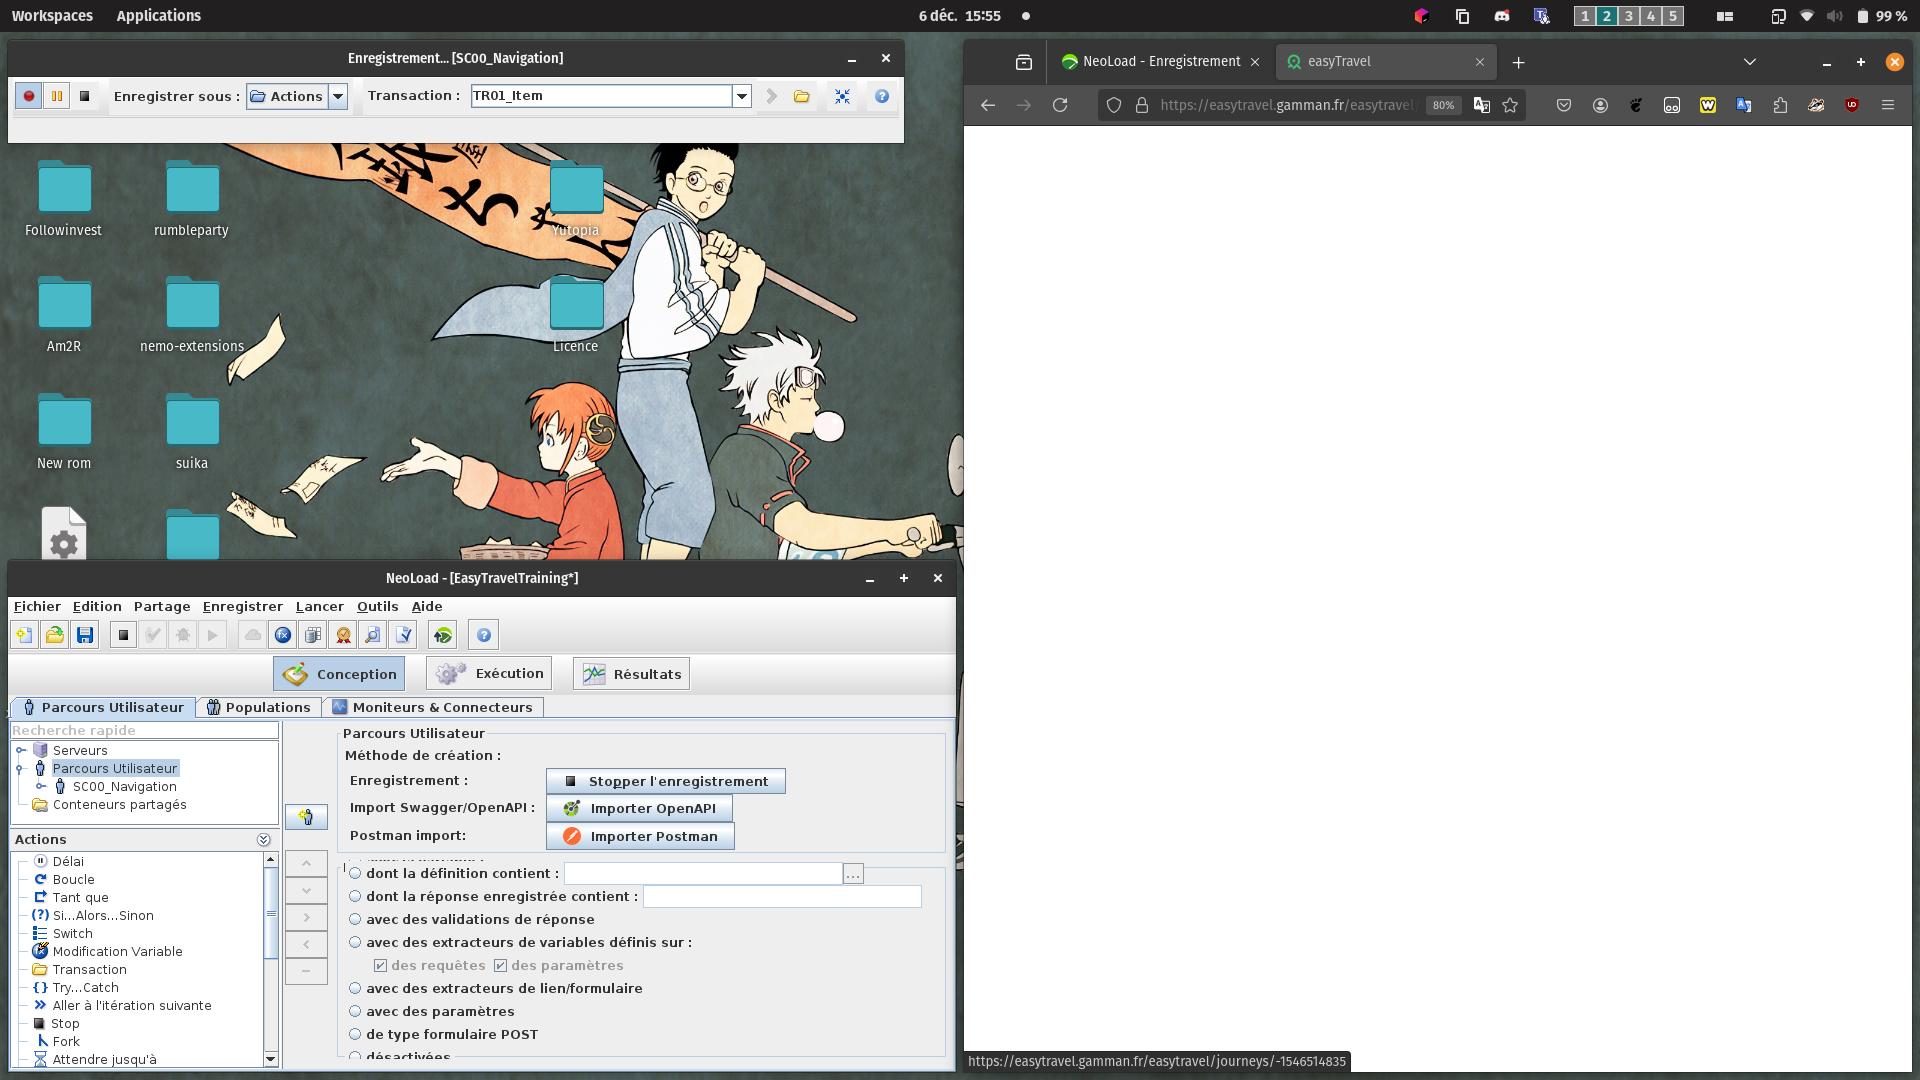 Workspaces Applications 6 déc. 15:55 1 2 3 4 5 99 %
Enregistrement... [SC00_Navigation]
Enregistrer sous : Actions Transaction : TR01_Item
NeoLoad - Enregistrement
easyTravel
https://easytravel.gamman.fr/easytravel/
80%
Followinvest
rumbleparty
Yutopia
Am2R
nemo-extensions
Licence
New rom
suika
NeoLoad - [EasyTravelTraining*]
Fichier Edition Partage Enregistrer Lancer Outils Aide
Conception Exécution Résultats
Parcours Utilisateur Populations Moniteurs & Connecteurs
Recherche rapide
Serveurs
Parcours Utilisateur
SC00_Navigation
Conteneurs partagés
Actions
Délai
Boucle
Tant que
Si...Alors...Sinon
Switch
Modification Variable
Transaction
Try...Catch
Aller à l'itération suivante
Stop
Fork
Attendre jusqu'à
Parcours Utilisateur
Méthode de création :
Enregistrement : Stopper l'enregistrement
Import Swagger/OpenAPI : Importer OpenAPI
Postman import: Importer Postman
dont la définition contient : ...
dont la réponse enregistrée contient :
avec des validations de réponse
avec des extracteurs de variables définis sur :
des requêtes des paramètres
avec des extracteurs de lien/formulaire
avec des paramètres
de type formulaire POST
désactivées
https://easytravel.gamman.fr/easytravel/journeys/-1546514835